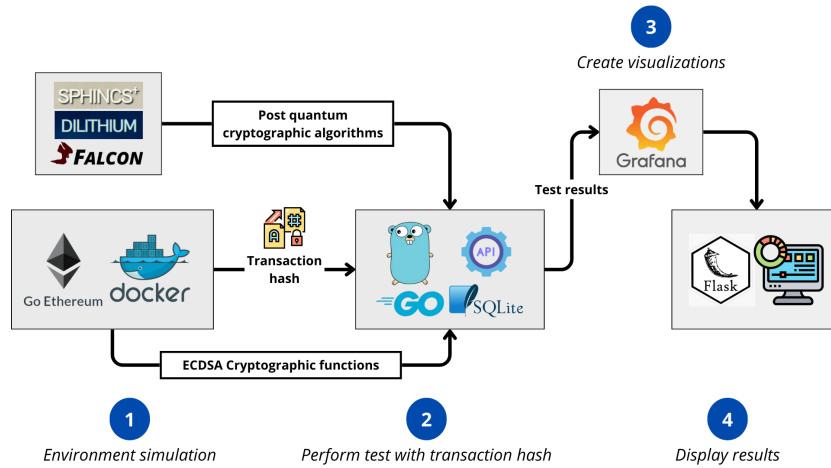 3
Create visualizations
SPHINCS+
DILITHIUM
FALCON
Post quantum
cryptographic algorithms
Grafana
Test results
Transaction
hash
#
A
Go Ethereum
docker
API
GO
SQLite
Flask
ECDSA Cryptographic functions
1
2
4
Environment simulation
Perform test with transaction hash
Display results